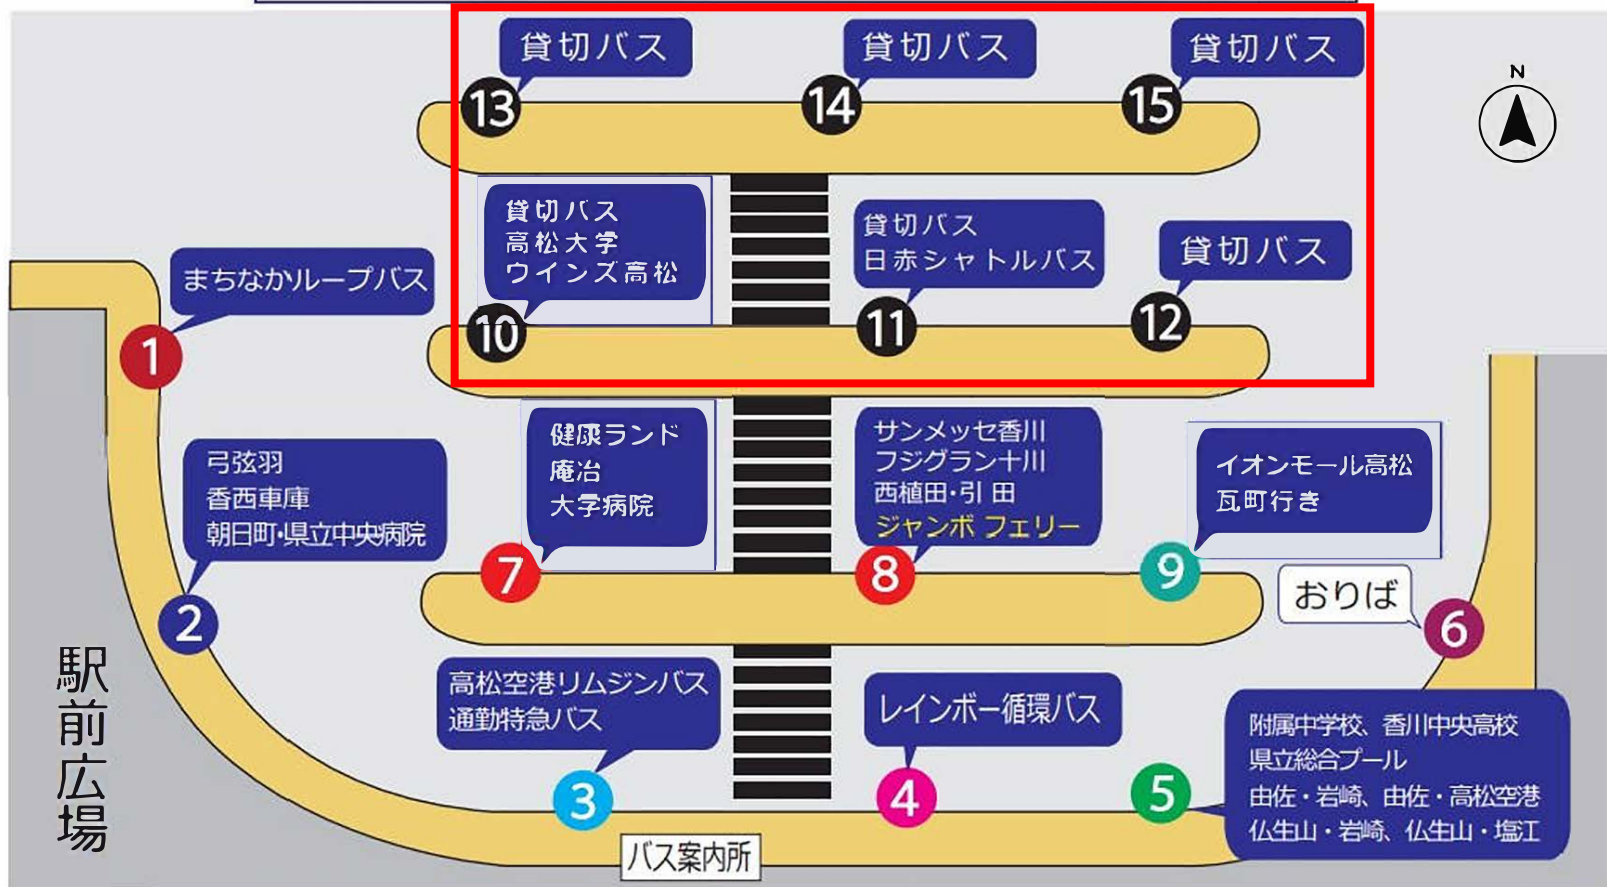 貸切バス
13
貸切バス
14
貸切バス
15
N
貸切バス
高松大学
ウインズ高松
10
貸切バス
日赤シャトルバス
11
貸切バス
12
まちなかループバス
1
弓弦羽
香西車庫
朝日町・県立中央病院
2
健康ランド
庵治
大学病院
7
サンメッセ香川
フジグラン十川
西植田・引田
ジャンボ フェリー
8
イオンモール高松
瓦町行き
9
おりば
6
高松空港リムジンバス
通勤特急バス
3
レインボー循環バス
4
附属中学校、香川中央高校
県立総合プール
由佐・岩崎、由佐・高松空港
仏生山・岩崎、仏生山・塩江
5
駅前広場
バス案内所